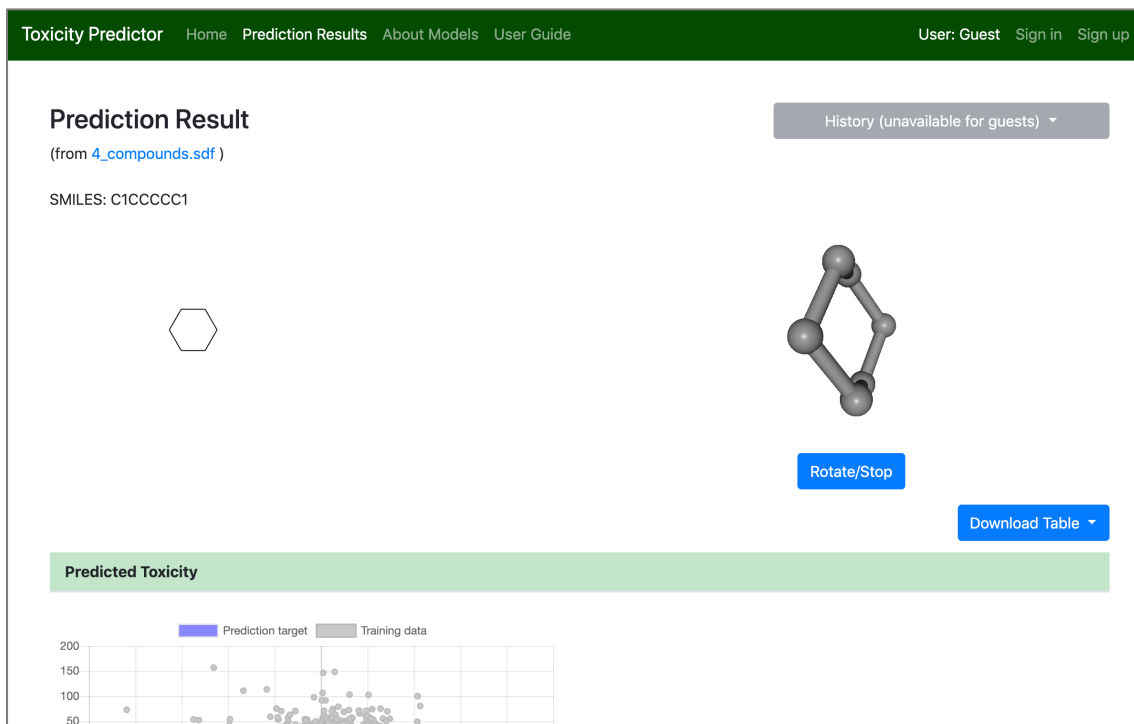 Toxicity Predictor Home Prediction Results About Models User Guide User: Guest Sign in Sign up
Prediction Result
History (unavailable for guests)
(from 4_compounds.sdf )
SMILES: C1CCCCC1
Rotate/Stop
Download Table
Predicted Toxicity
Prediction target Training data
200
150
100
50